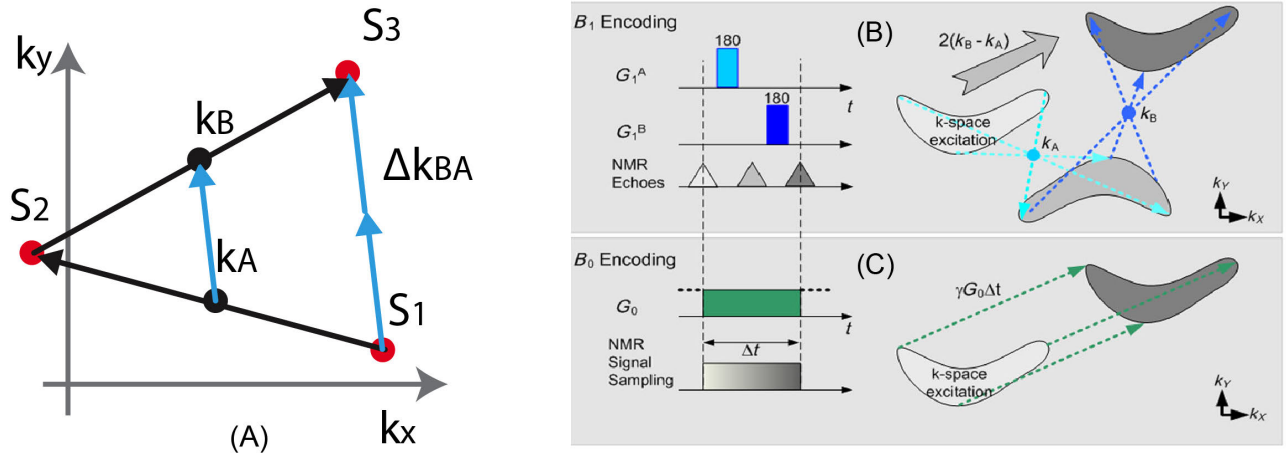 ky
S3
kB
ΔkBA
S2
kA
S1
kx
(A)
B1 Encoding
(B)
180
G1A
t
180
G1B
t
NMR
Echoes
2(kB - kA)
k-space
excitation
kA
kB
kY
kX
B0 Encoding
(C)
G0
t
Δt
NMR
Signal
Sampling
γG0Δt
k-space
excitation
kY
kX